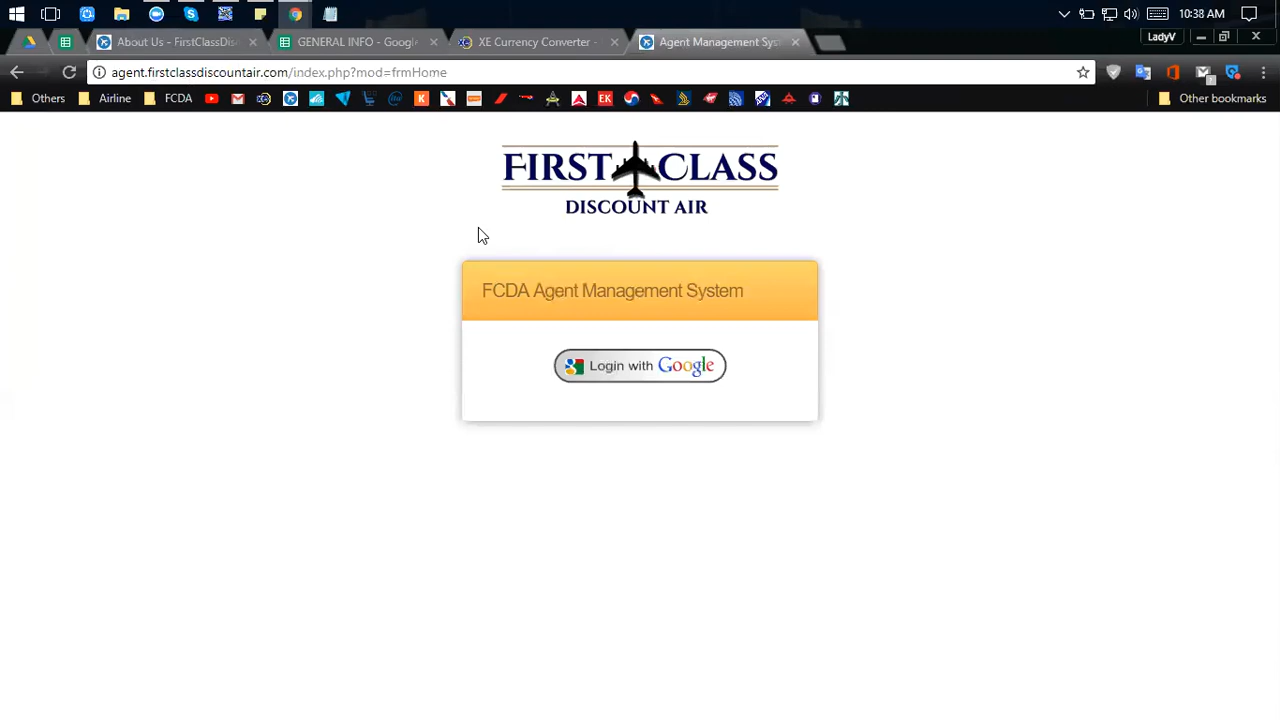 10:38 AM
About Us - FirstClassDis
GENERAL INFO - Google
XE Currency Converter -
Agent Management Sys
LadyV
agent.firstclassdiscountair.com/index.php?mod=frmHome
Others
Airline
FCDA
K
EK
Other bookmarks
FIRST CLASS
DISCOUNT AIR
FCDA Agent Management System
Login with Google